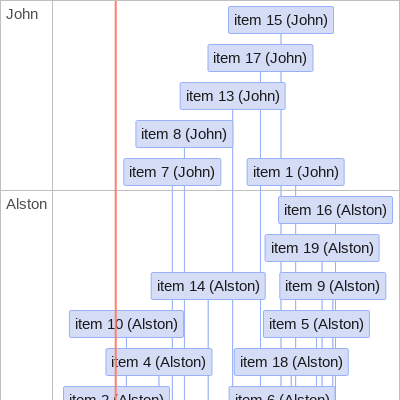 John
item 15 (John)
item 17 (John)
item 13 (John)
item 8 (John)
item 7 (John)
item 1 (John)
Alston
item 16 (Alston)
item 19 (Alston)
item 14 (Alston)
item 9 (Alston)
item 10 (Alston)
item 5 (Alston)
item 4 (Alston)
item 18 (Alston)
item 2 (Alston)
item 6 (Alston)